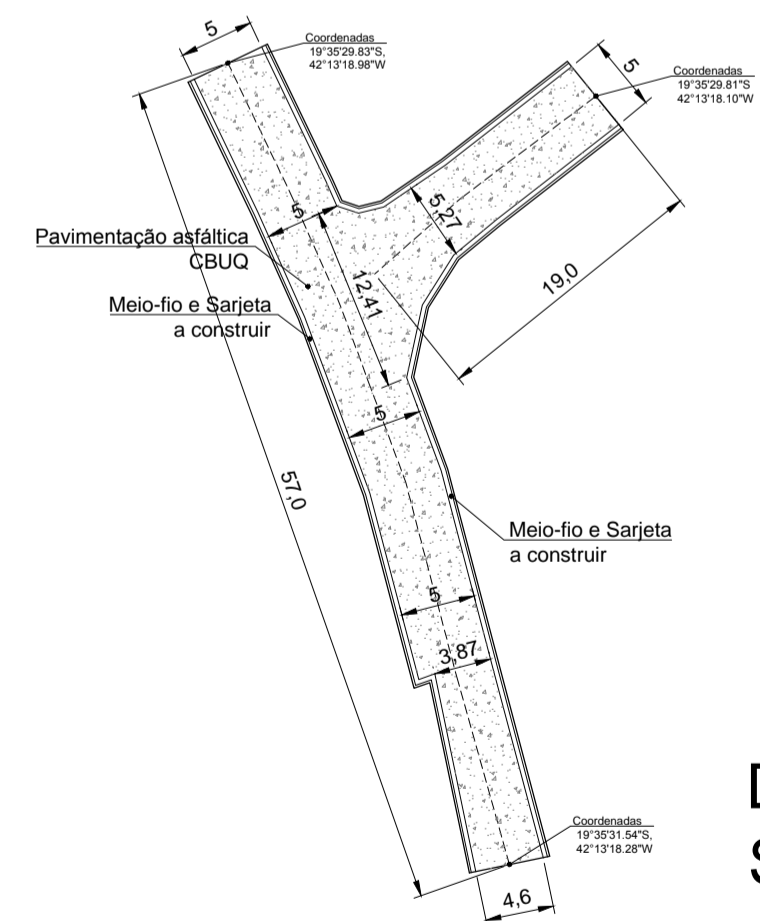 5
Coordenadas
19°35'29.83"S,
42°13'18.98"W
5
Coordenadas
19°35'29.81"S
42°13'18.10"W
5
5,27
Pavimentação asfáltica
CBUQ
12,41
19,0
Meio-fio e Sarjeta
a construir
5
57,0
Meio-fio e Sarjeta
a construir
5
3,87
Coordenadas
19°35'31.54"S,
42°13'18.28"W
4,6